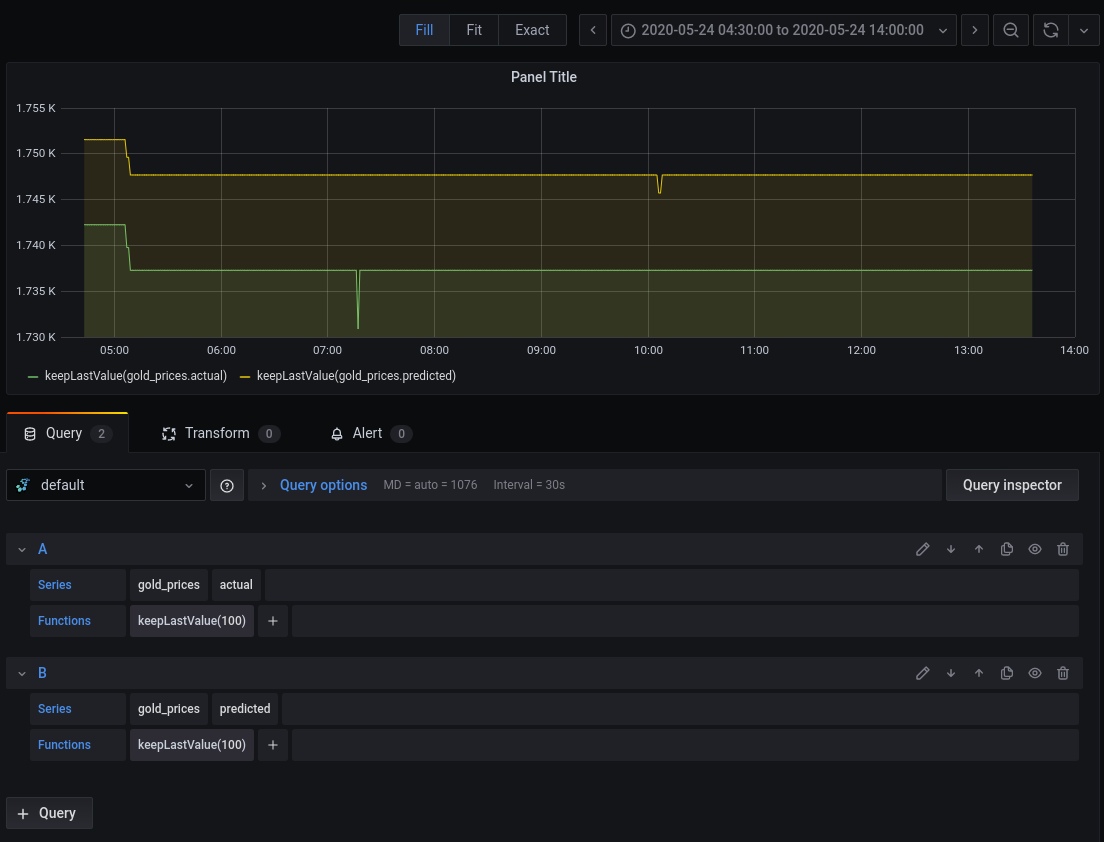 Fill Fit Exact 2020-05-24 04:30:00 to 2020-05-24 14:00:00
Panel Title
1.755 K
1.750 K
1.745 K
1.740 K
1.735 K
1.730 K
05:00 06:00 07:00 08:00 09:00 10:00 11:00 12:00 13:00 14:00
keepLastValue(gold_prices.actual) keepLastValue(gold_prices.predicted)
Query 2 Transform 0 Alert 0
default Query options MD = auto = 1076 Interval = 30s Query inspector
A
Series gold_prices actual
Functions keepLastValue(100) +
B
Series gold_prices predicted
Functions keepLastValue(100) +
+ Query